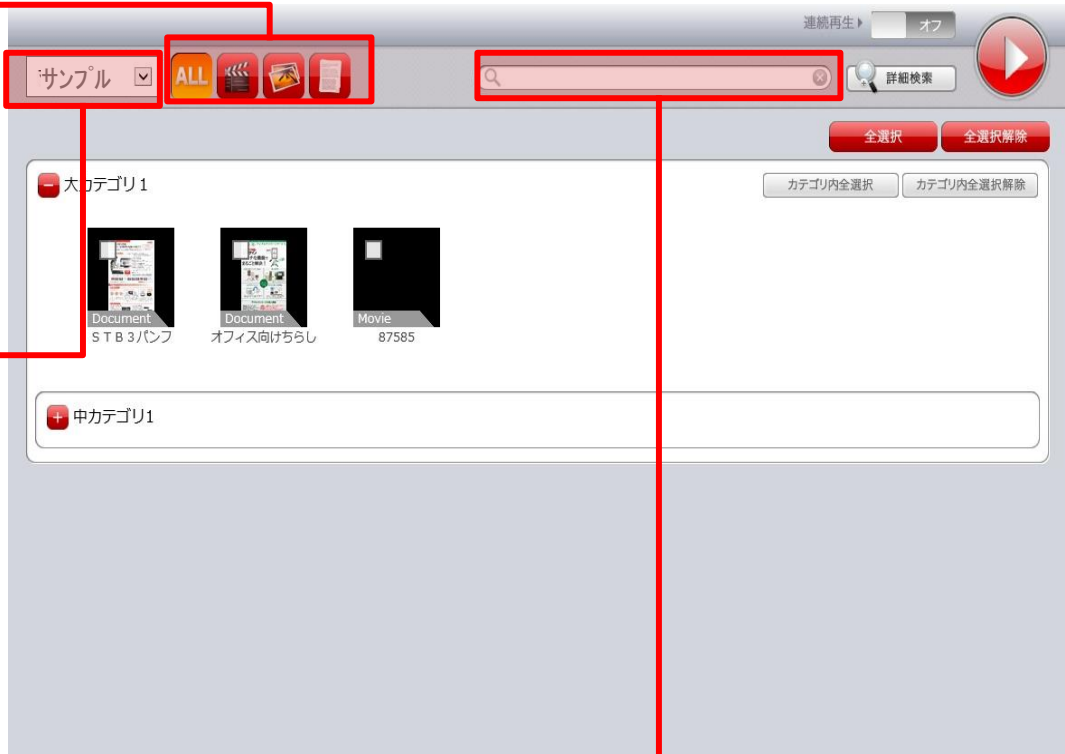 連続再生
オフ
サンプル
ALL
詳細検索
全選択
全選択解除
大カテゴリ1
カテゴリ内全選択
カテゴリ内全選択解除
Document
Document
Movie
STB3パンフ
オフィス向けちらし
87585
中カテゴリ1